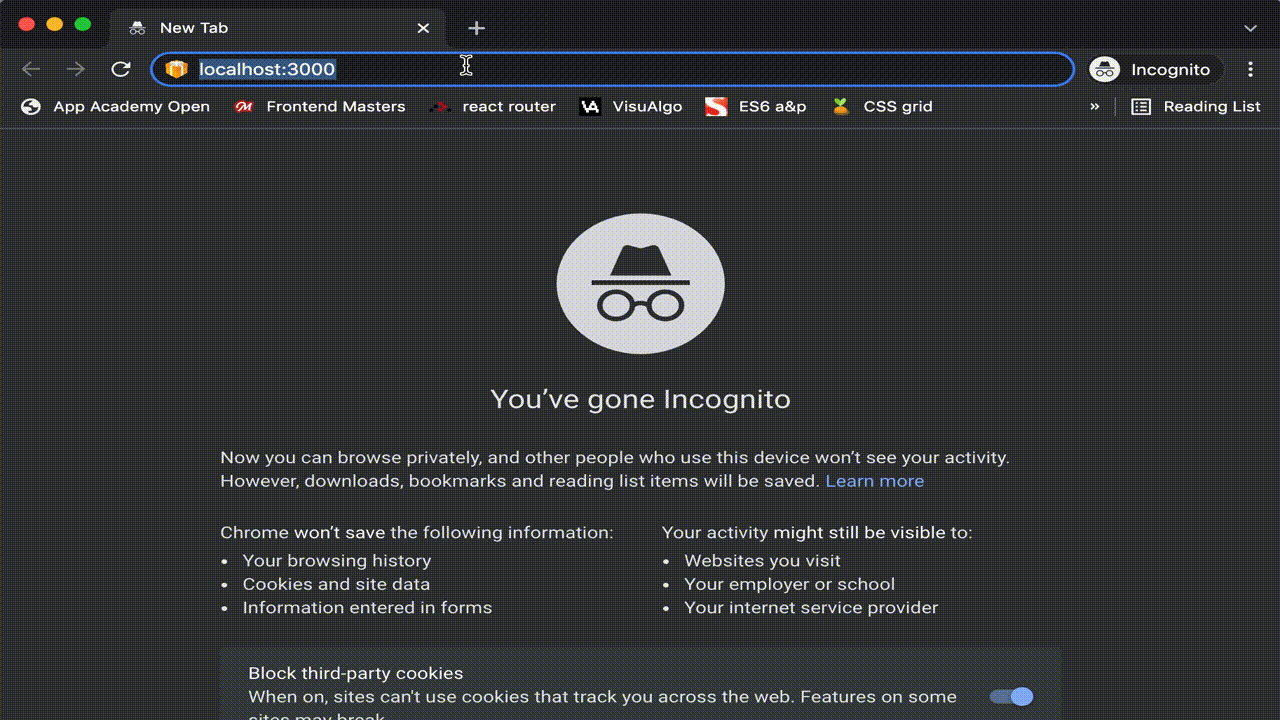 New Tab
localhost:3000
Incognito
App Academy Open
Frontend Masters
react router
VisuAlgo
ES6 a&p
CSS grid
»
Reading List
You’ve gone Incognito
Now you can browse privately, and other people who use this device won’t see your activity.
However, downloads, bookmarks and reading list items will be saved. Learn more
Chrome won’t save the following information:
• Your browsing history
• Cookies and site data
• Information entered in forms
Your activity might still be visible to:
• Websites you visit
• Your employer or school
• Your internet service provider
Block third-party cookies
When on, sites can't use cookies that track you across the web. Features on some
sites may break.